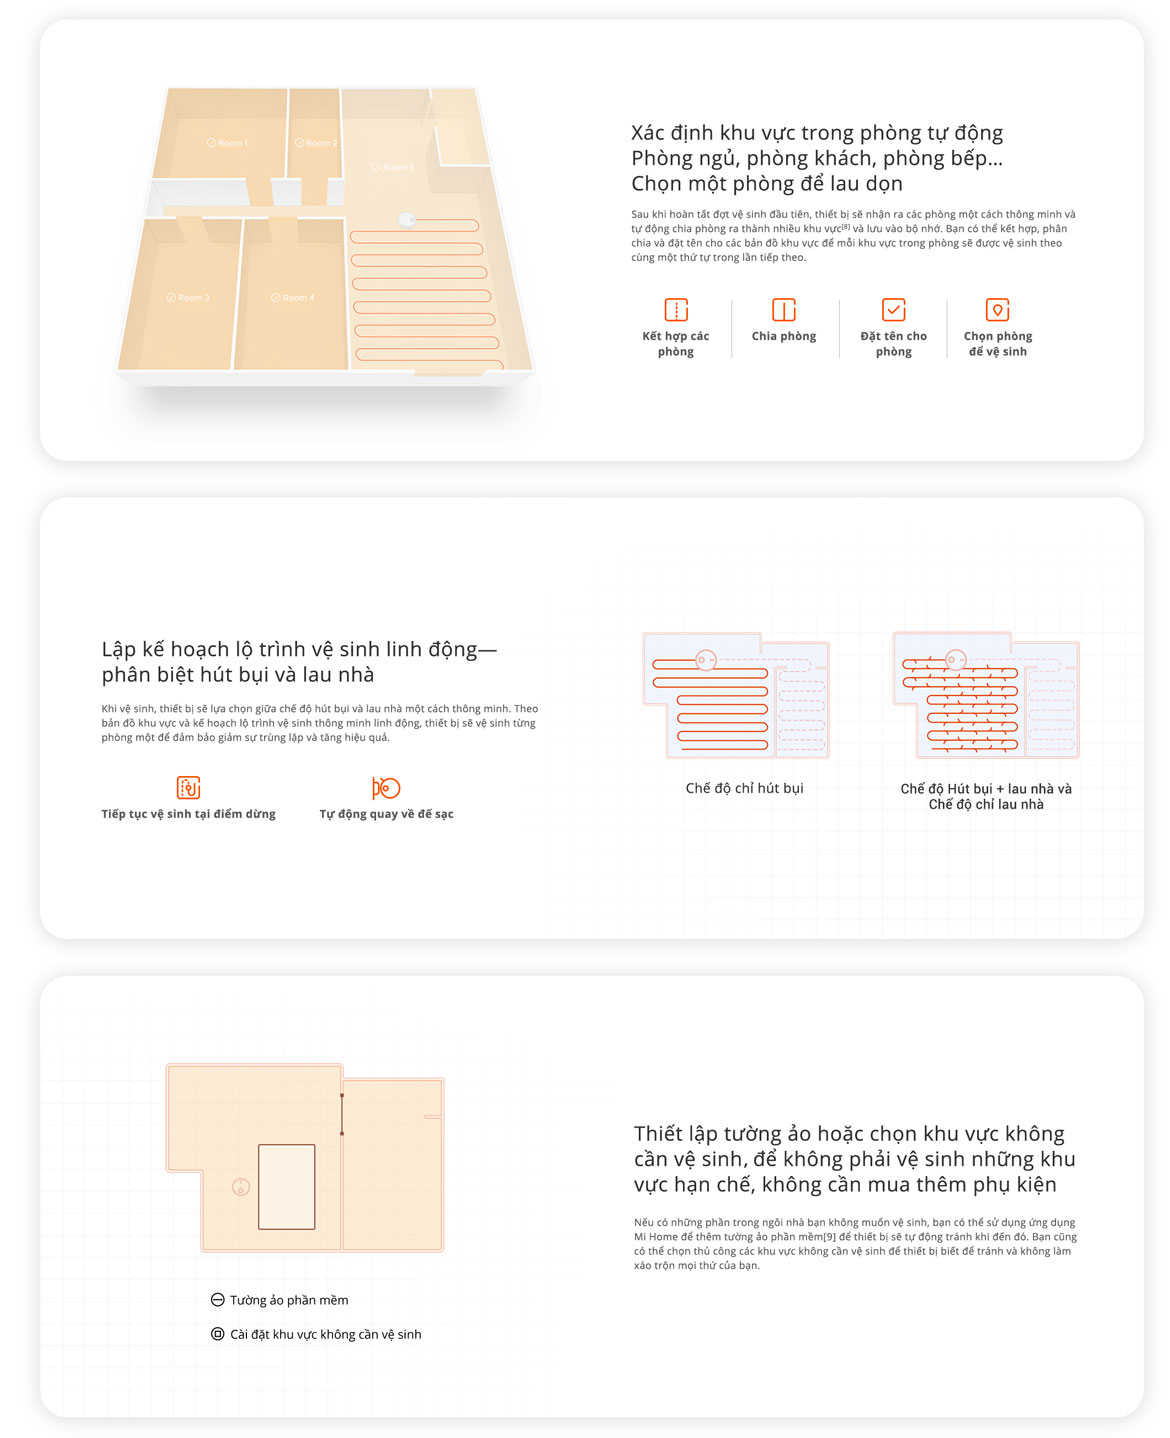 Room 1
Room 2
Room 5
Room 3
Room 4
Xác định khu vực trong phòng tự động
Phòng ngủ, phòng khách, phòng bếp...
Chọn một phòng để lau dọn
Sau khi hoàn tất đợt vệ sinh đầu tiên, thiết bị sẽ nhận ra các phòng một cách thông minh và
tự động chia phòng ra thành nhiều khu vực[8] và lưu vào bộ nhớ. Bạn có thể kết hợp, phân
chia và đặt tên cho các bản đồ khu vực để mỗi khu vực trong phòng sẽ được vệ sinh theo
cùng một thứ tự trong lần tiếp theo.
Kết hợp các
phòng
Chia phòng
Đặt tên cho
phòng
Chọn phòng
để vệ sinh
Lập kế hoạch lộ trình vệ sinh linh động—
phân biệt hút bụi và lau nhà
Khi vệ sinh, thiết bị sẽ lựa chọn giữa chế độ hút bụi và lau nhà một cách thông minh. Theo
bản đồ khu vực và kế hoạch lộ trình vệ sinh thông minh linh động, thiết bị sẽ vệ sinh từng
phòng một để đảm bảo giảm sự trùng lặp và tăng hiệu quả.
Tiếp tục vệ sinh tại điểm dừng
Tự động quay về đế sạc
Chế độ chỉ hút bụi
Chế độ Hút bụi + lau nhà và
Chế độ chỉ lau nhà
Thiết lập tường ảo hoặc chọn khu vực không
cần vệ sinh, để không phải vệ sinh những khu
vực hạn chế, không cần mua thêm phụ kiện
Nếu có những phần trong ngôi nhà bạn không muốn vệ sinh, bạn có thể sử dụng ứng dụng
Mi Home để thêm tường ảo phần mềm[9] để thiết bị sẽ tự động tránh khi đến đó. Bạn cũng
có thể chọn thủ công các khu vực không cần vệ sinh để thiết bị biết để tránh và không làm
xáo trộn mọi thứ của bạn.
Tường ảo phần mềm
Cài đặt khu vực không cần vệ sinh